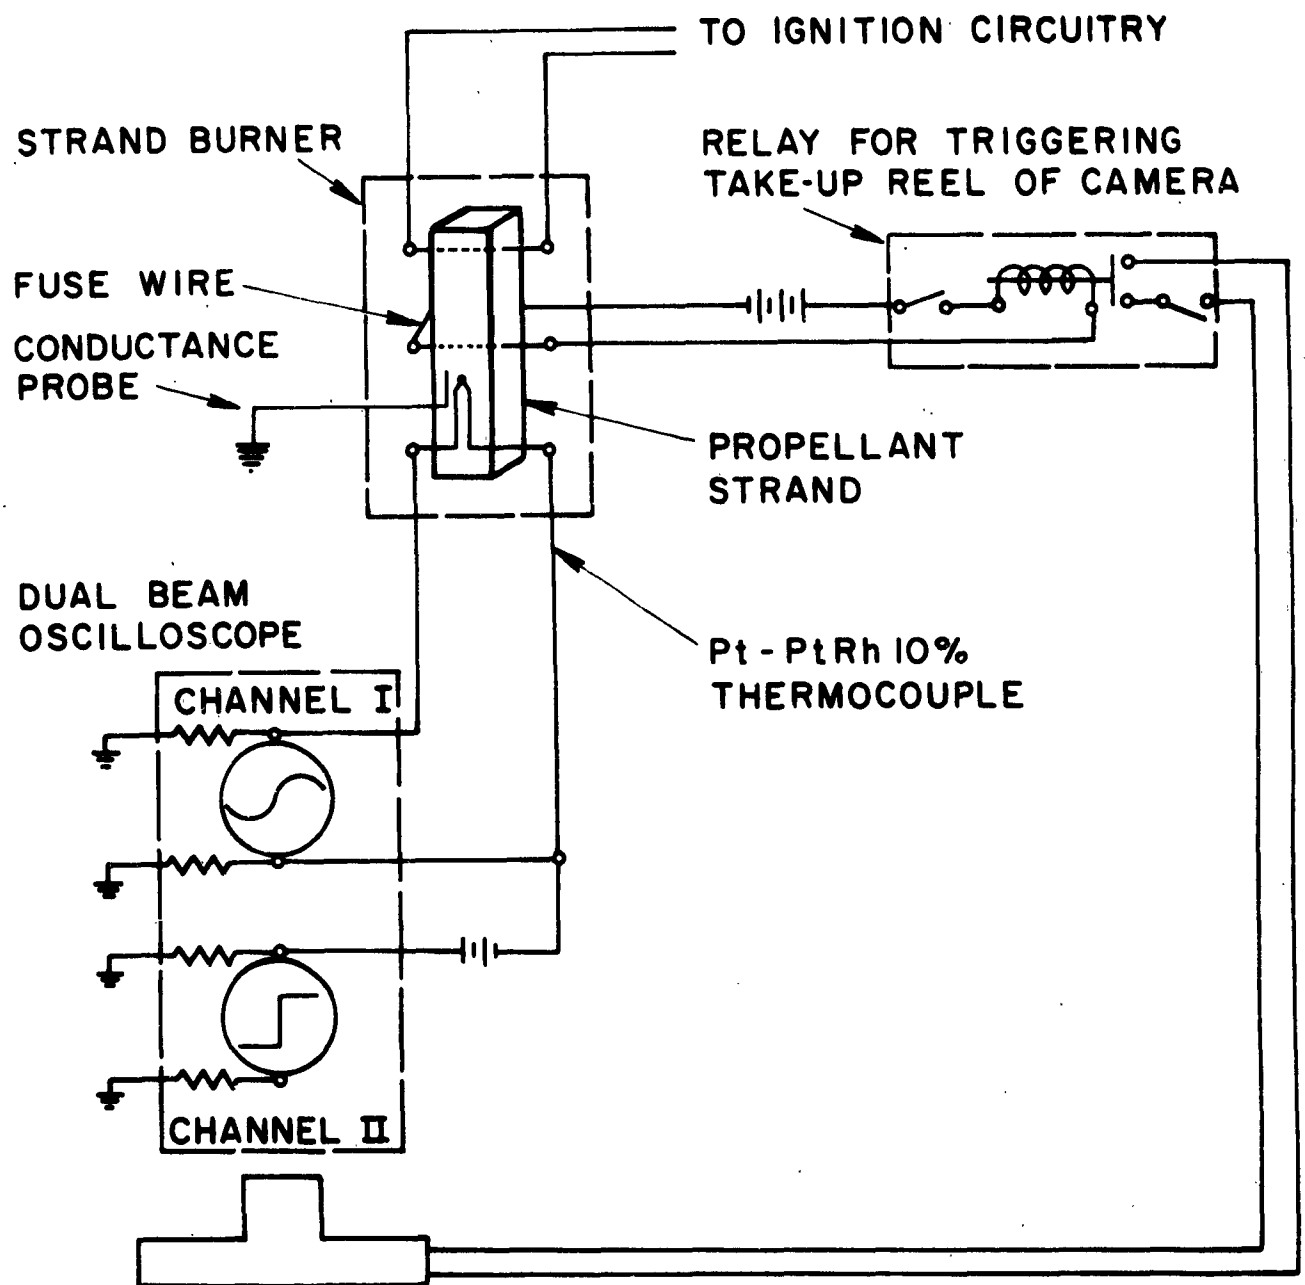 TO IGNITION CIRCUITRY
STRAND BURNER
RELAY FOR TRIGGERING
TAKE-UP REEL OF CAMERA
FUSE WIRE
CONDUCTANCE
PROBE
PROPELLANT
STRAND
DUAL BEAM
OSCILLOSCOPE
Pt - PtRh 10%
THERMOCOUPLE
CHANNEL I
CHANNEL II